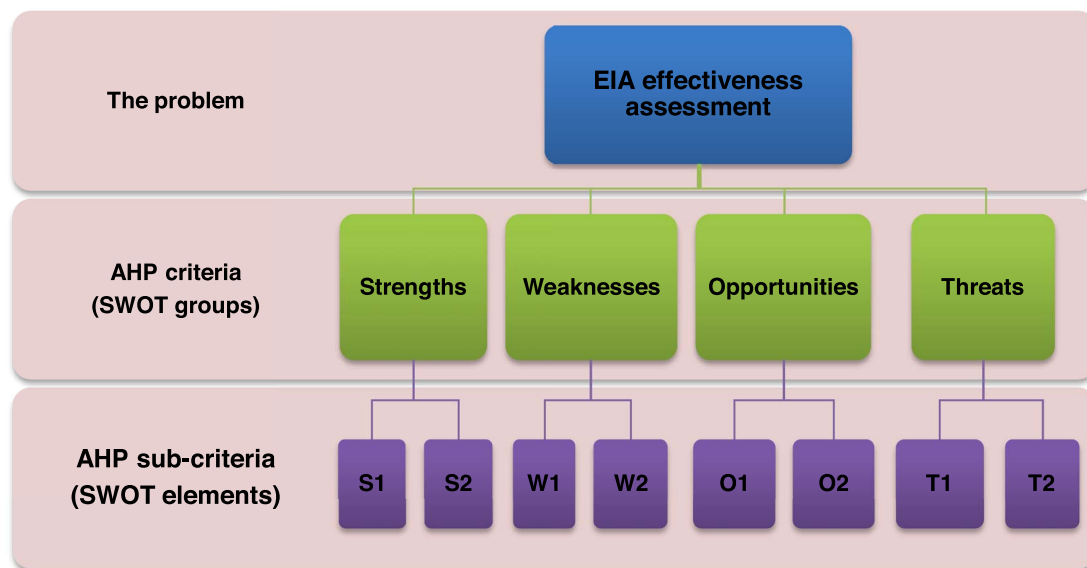 The problem
EIA effectiveness
assessment
AHP criteria
(SWOT groups)
Strengths
Weaknesses
Opportunities
Threats
AHP sub-criteria
(SWOT elements)
S1
S2
W1
W2
O1
O2
T1
T2